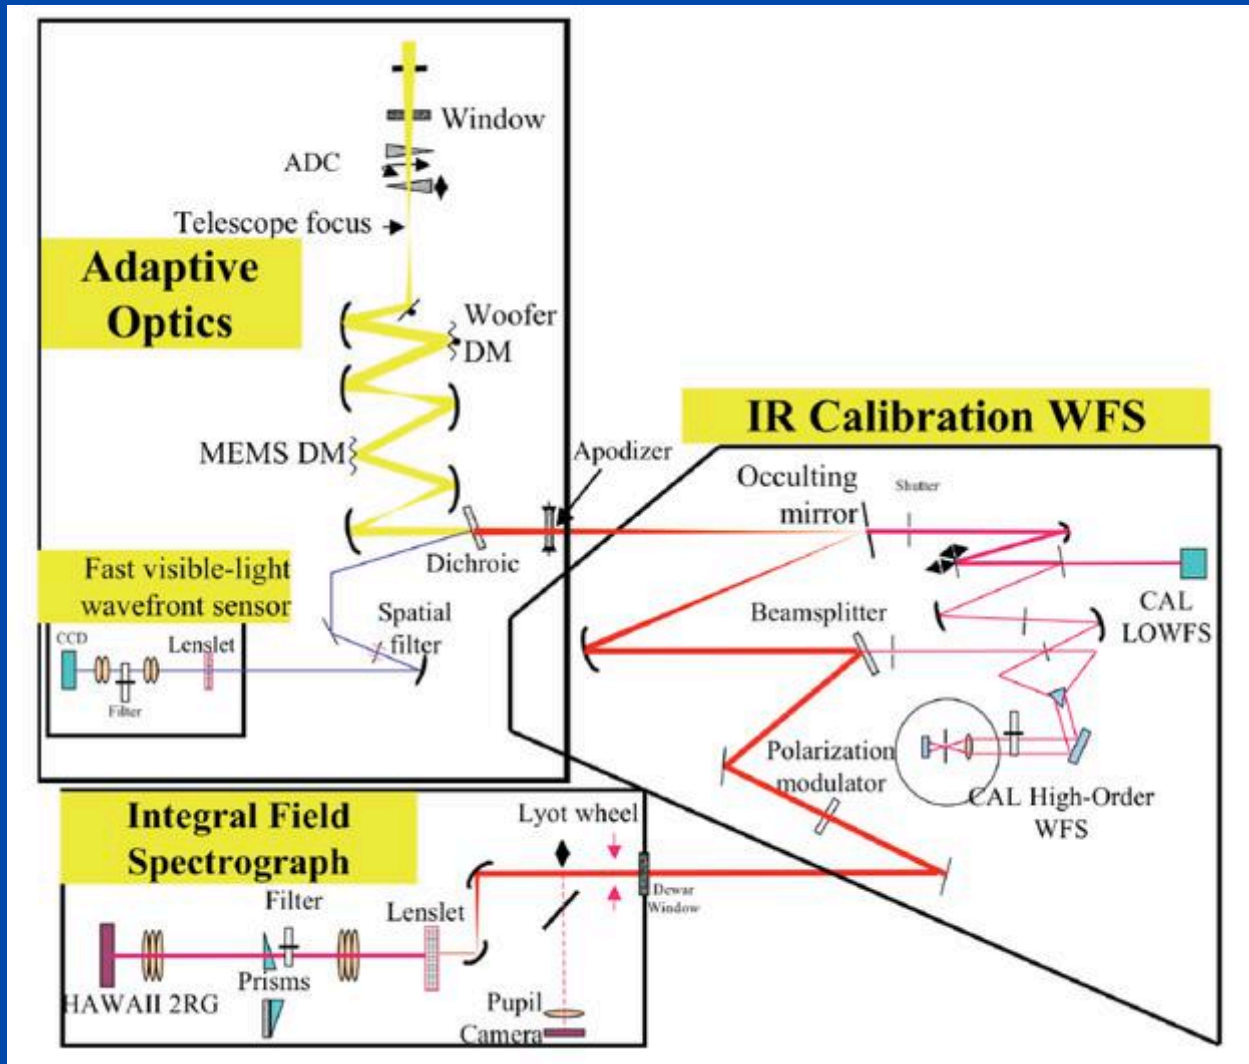 Window
ADC
Telescope focus
Adaptive
Optics
Woofer
DM
MEMS DM
Apodizer
Dichroic
Fast visible-light
wavefront sensor
CCD
Lenslet
Filter
Spatial
filter
IR Calibration WFS
Occulting
mirror
Shutter
CAL
LOWFS
Beamsplitter
Polarization
modulator
CAL High-Order
WFS
Integral Field
Spectrograph
Lyot wheel
Dewar
Window
Filter
Lenslet
Prisms
HAWAII 2RG
Pupil
Camera